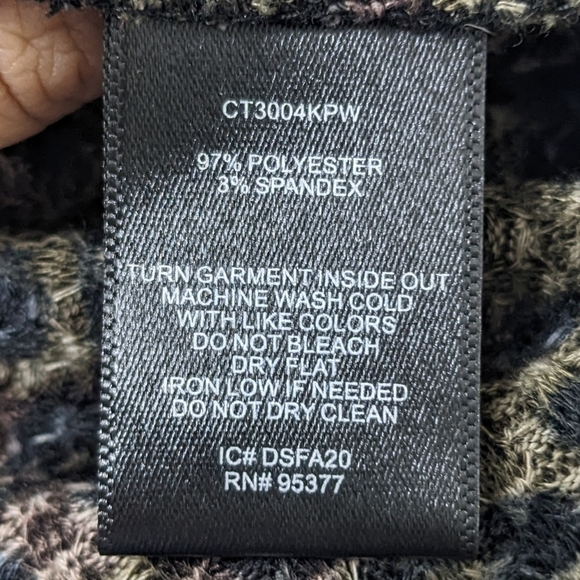 CT3004KPW
97% POLYESTER
3% SPANDEX
TURN GARMENT INSIDE OUT
MACHINE WASH COLD
WITH LIKE COLORS
DO NOT BLEACH
DRY FLAT
IRON LOW IF NEEDED
DO NOT DRY CLEAN
IC# DSFA20
RN# 95377